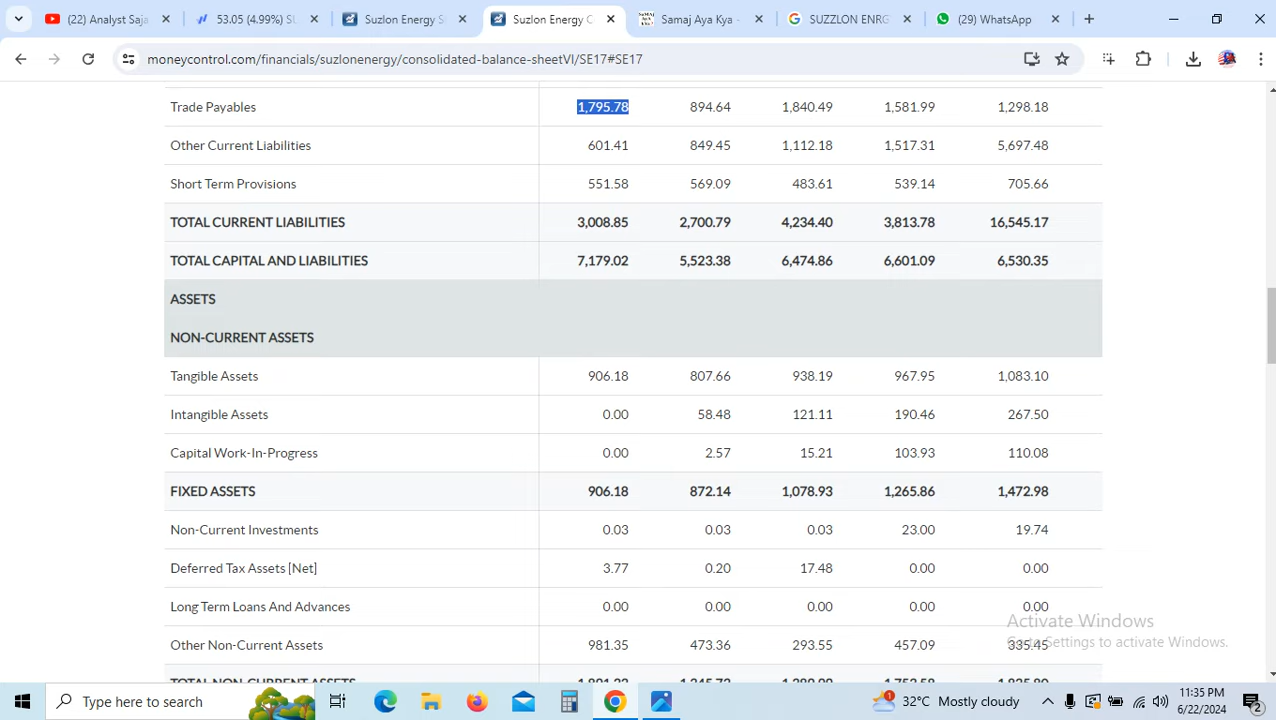 (22) Analyst Saja
53.05 (4.99%) SU
Suzlon Energy S
Suzlon Energy C
Samaj Aya Kya -
SUZZLON ENRG
(29) WhatsApp
moneycontrol.com/financials/suzlonenergy/consolidated-balance-sheetVI/SE17#SE17
Trade Payables 1,795.78 894.64 1,840.49 1,581.99 1,298.18
Other Current Liabilities 601.41 849.45 1,112.18 1,517.31 5,697.48
Short Term Provisions 551.58 569.09 483.61 539.14 705.66
TOTAL CURRENT LIABILITIES 3,008.85 2,700.79 4,234.40 3,813.78 16,545.17
TOTAL CAPITAL AND LIABILITIES 7,179.02 5,523.38 6,474.86 6,601.09 6,530.35
ASSETS
NON-CURRENT ASSETS
Tangible Assets 906.18 807.66 938.19 967.95 1,083.10
Intangible Assets 0.00 58.48 121.11 190.46 267.50
Capital Work-In-Progress 0.00 2.57 15.21 103.93 110.08
FIXED ASSETS 906.18 872.14 1,078.93 1,265.86 1,472.98
Non-Current Investments 0.03 0.03 0.03 23.00 19.74
Deferred Tax Assets [Net] 3.77 0.20 17.48 0.00 0.00
Long Term Loans And Advances 0.00 0.00 0.00 0.00 0.00
Activate Windows
Other Non-Current Assets 981.35 473.36 293.55 457.09 335.45
Go to Settings to activate Windows.
TOTAL NON-CURRENT ASSETS
Type here to search
32°C Mostly cloudy
11:35 PM
6/22/2024
2